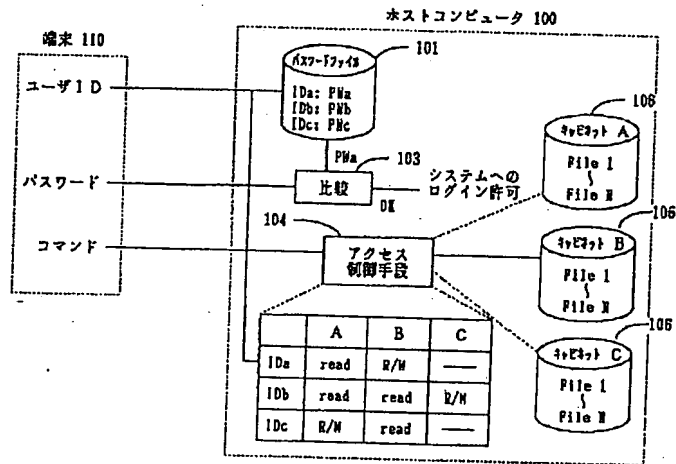 ホストコンピュータ 100
端末 110
ユーザID
パスワード
コマンド
パスワードファイル
IDa: PWa
IDb: PWb
IDc: PWc
101
PWa
103
比較
OK
システムへの
ログイン許可
104
アクセス
制御手段
106
キャビネット A
File 1
〜
File N
106
キャビネット B
File 1
〜
File N
106
キャビネット C
File 1
〜
File N
A B C
IDa read R/W ――
IDb read read R/W
IDc R/W read ――